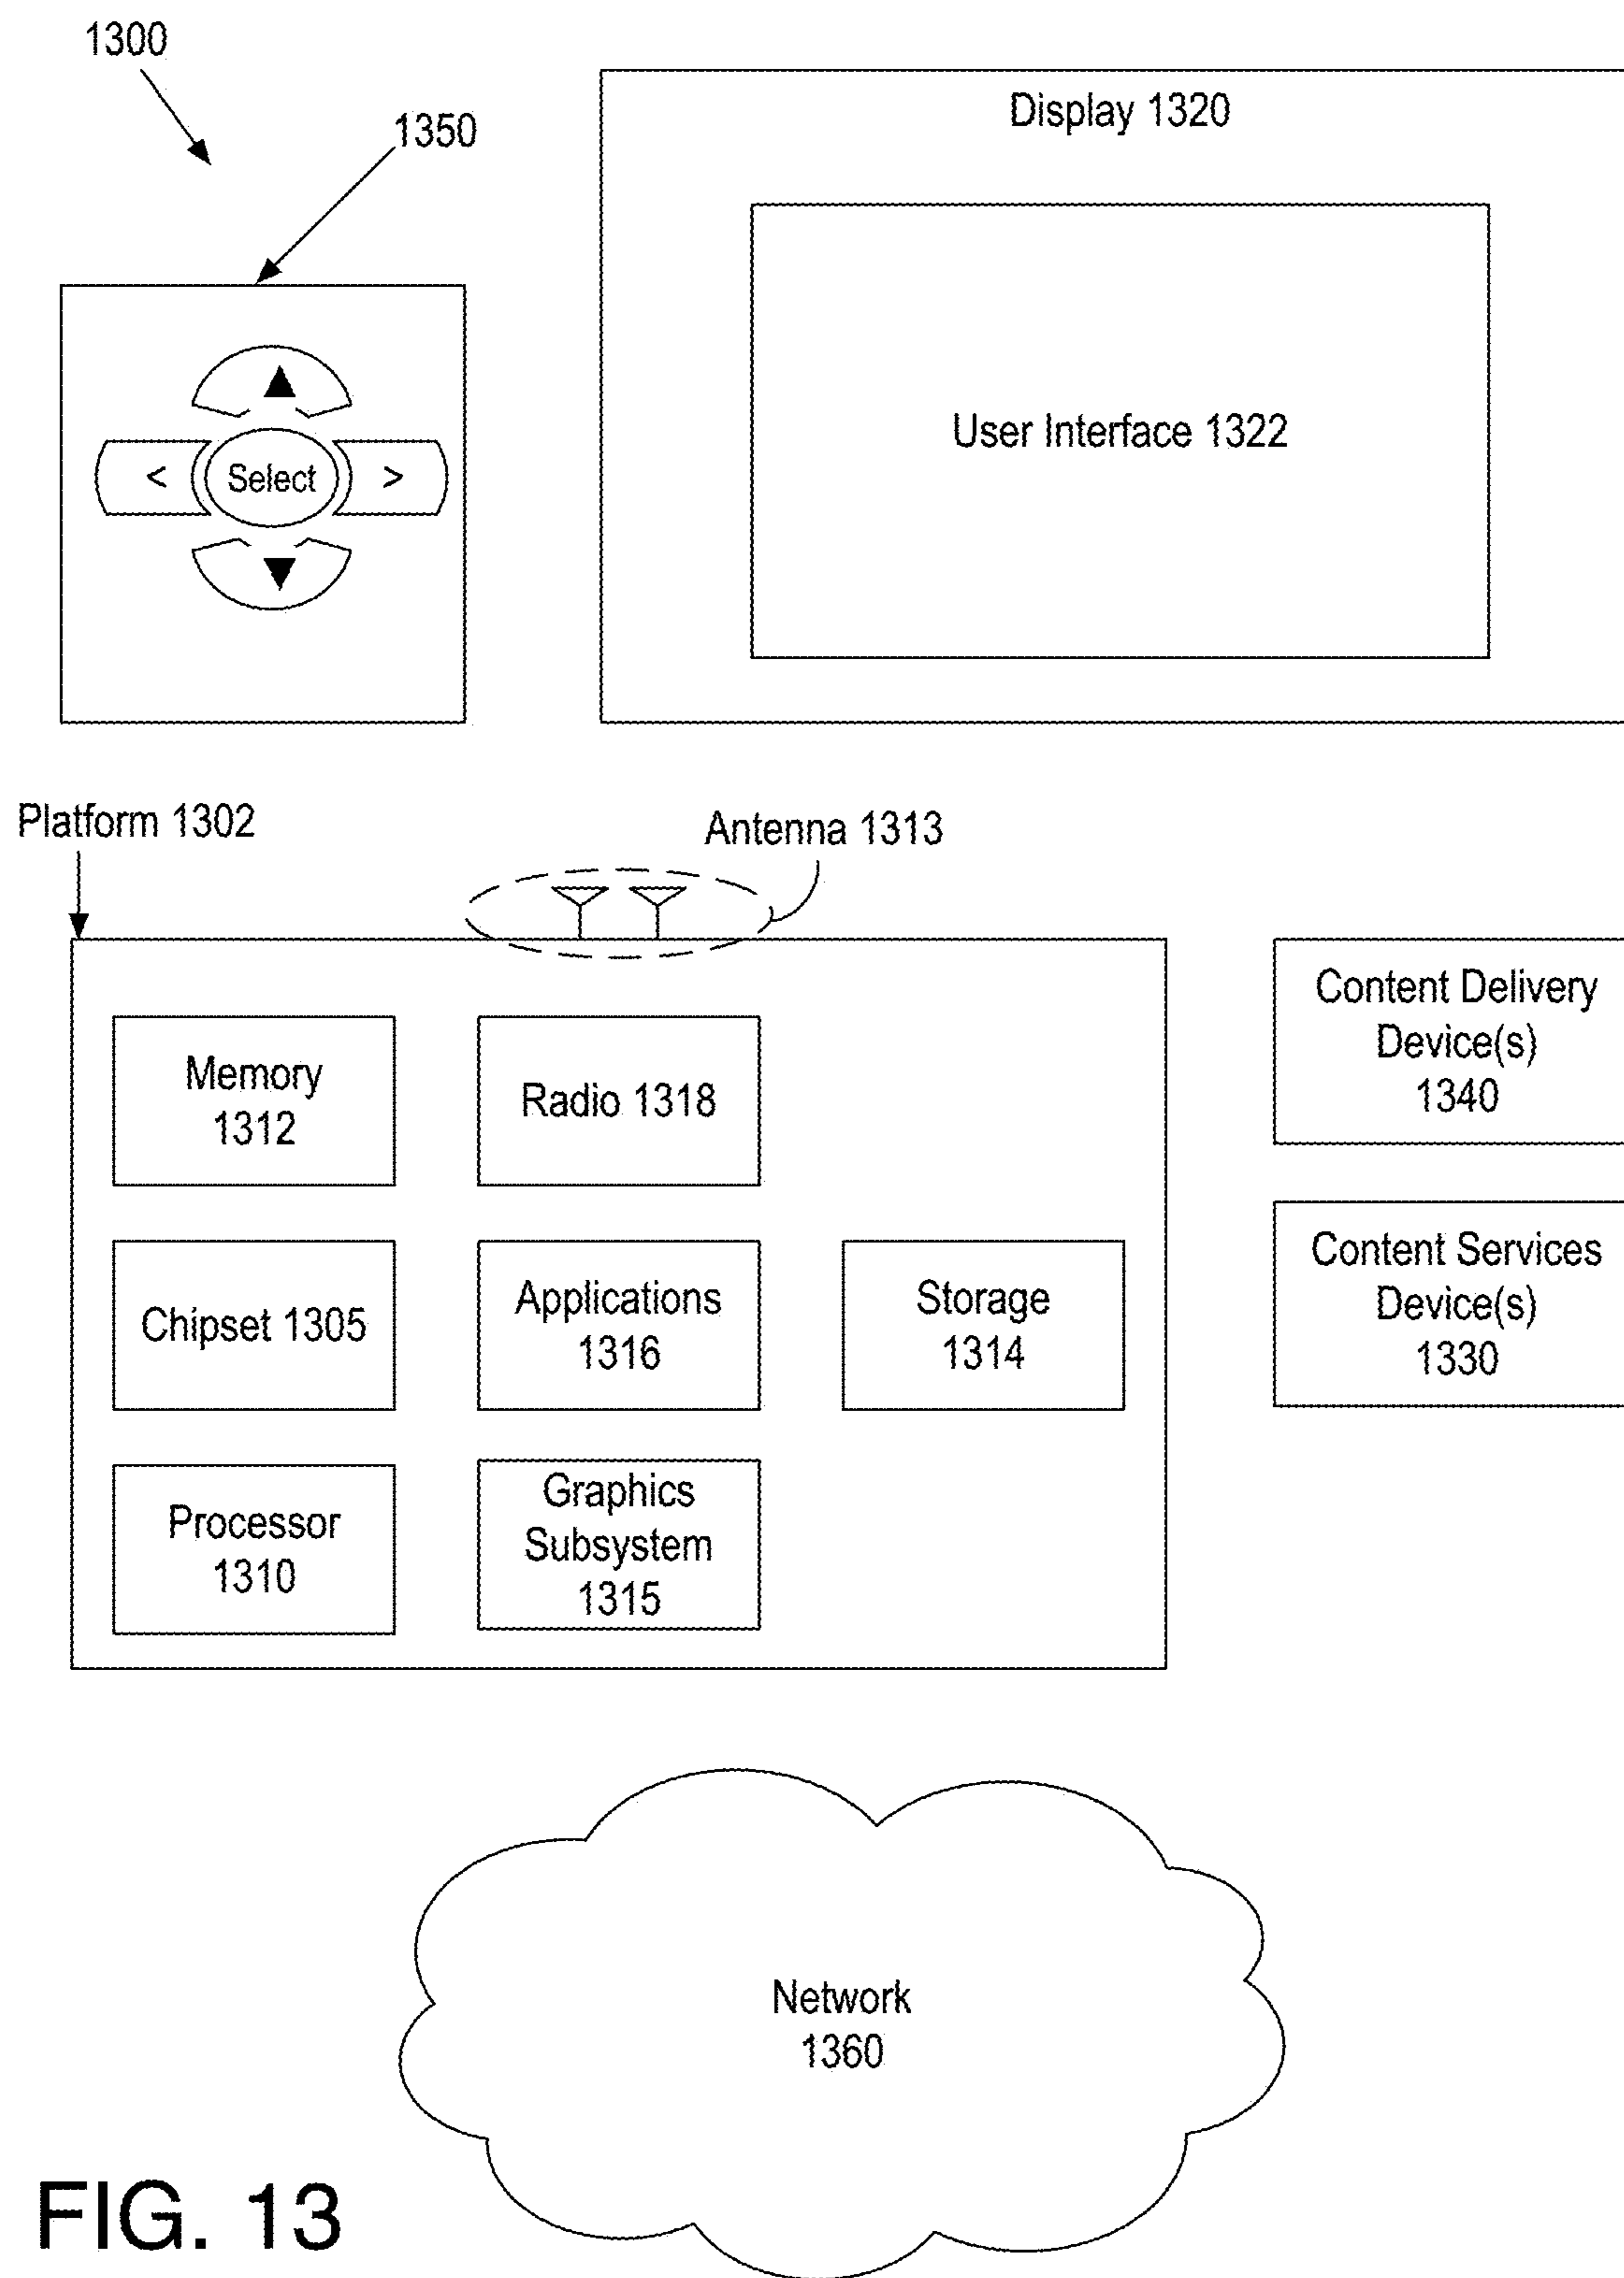 1300
1350
Display 1320
User Interface 1322
<
Select
>
Platform 1302
Antenna 1313
Memory
1312
Radio 1318
Content Delivery
Device(s)
1340
Chipset 1305
Applications
1316
Storage
1314
Content Services
Device(s)
1330
Processor
1310
Graphics
Subsystem
1315
Network
1360
FIG. 13